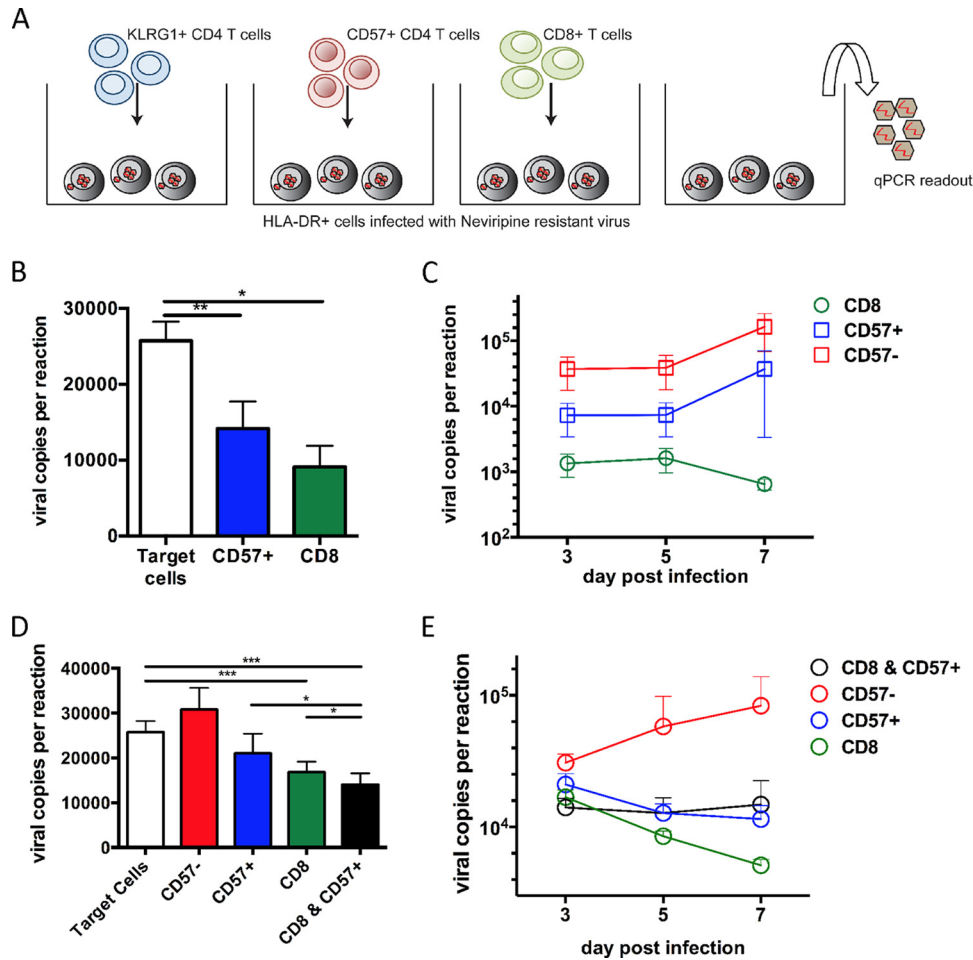 A
KLRG1+ CD4 T cells
CD57+ CD4 T cells
CD8+ T cells
qPCR readout
HLA-DR+ cells infected with Neviripine resistant virus
B
viral copies per reaction
30000
20000
10000
0
*
**
Target cells
CD57+
CD8
C
viral copies per reaction
10⁵
10⁴
10³
10²
3
5
7
day post infection
CD8
CD57+
CD57-
D
viral copies per reaction
40000
30000
20000
10000
0
***
***
*
*
Target Cells
CD57-
CD57+
CD8
CD8 & CD57+
E
viral copies per reaction
10⁵
10⁴
3
5
7
day post infection
CD8 & CD57+
CD57-
CD57+
CD8